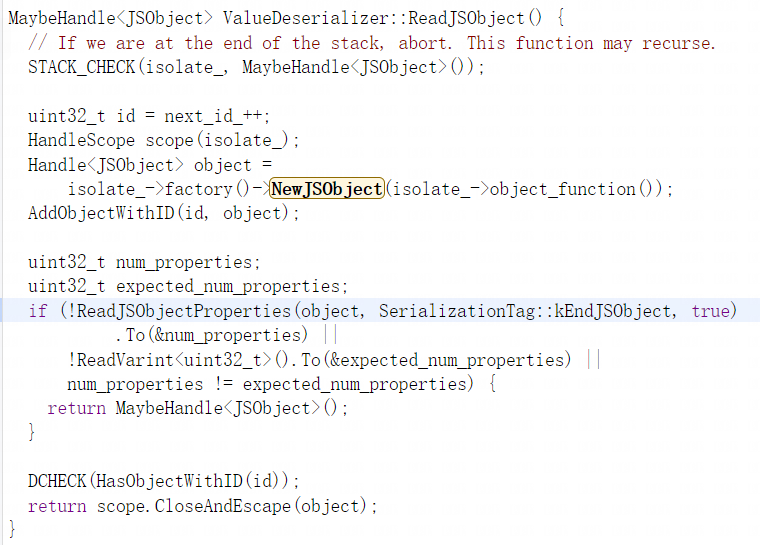 MaybeHandle<JSObject> ValueDeserializer::ReadJSObject() {
  // If we are at the end of the stack, abort. This function may recurse.
  STACK_CHECK(isolate_, MaybeHandle<JSObject>());

  uint32_t id = next_id_++;
  HandleScope scope(isolate_);
  Handle<JSObject> object =
      isolate_->factory()->NewJSObject(isolate_->object_function());
  AddObjectWithID(id, object);

  uint32_t num_properties;
  uint32_t expected_num_properties;
  if (!ReadJSObjectProperties(object, SerializationTag::kEndJSObject, true)
           .To(&num_properties) ||
      !ReadVarint<uint32_t>().To(&expected_num_properties) ||
      num_properties != expected_num_properties) {
    return MaybeHandle<JSObject>();
  }

  DCHECK(HasObjectWithID(id));
  return scope.CloseAndEscape(object);
}